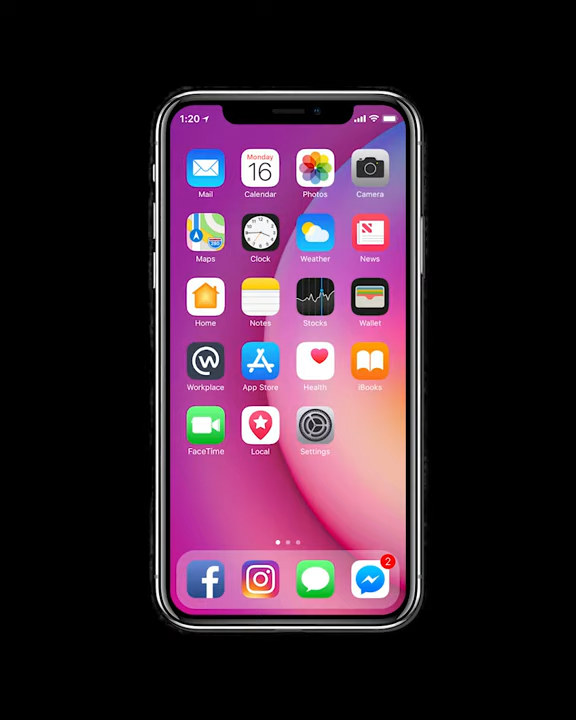 1:20
Monday
16
Mail Calendar Photos Camera
Maps Clock Weather News
Home Notes Stocks Wallet
Workplace App Store Health iBooks
FaceTime Local Settings
2